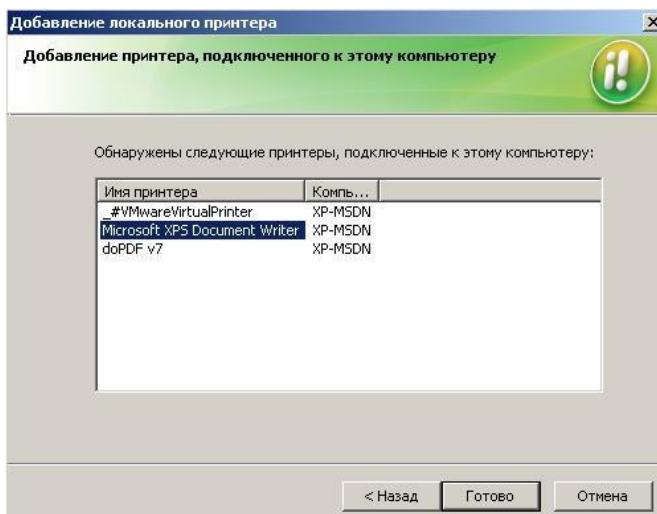 Добавление локального принтера
Добавление принтера, подключенного к этому компьютеру
Обнаружены следующие принтеры, подключенные к этому компьютеру:
Имя принтера Компь...
_#VMwareVirtualPrinter XP-MSDN
Microsoft XPS Document Writer XP-MSDN
doPDF v7 XP-MSDN
< Назад Готово Отмена